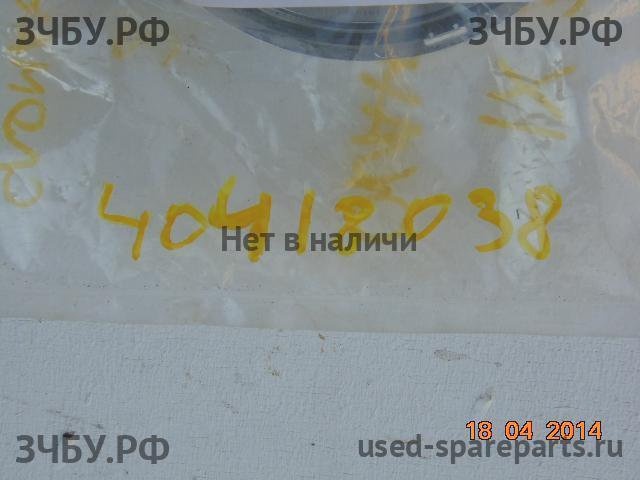 ЗЧБУ.РФ ЗЧБУ.РФ
40418038
Нет в наличи
18 04 2014
ЗЧБУ.РФ used-spareparts.ru